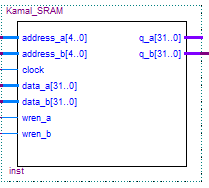 Kamal_SRAM
address_a[4..0] q_a[31..0]
address_b[4..0] q_b[31..0]
clock
data_a[31..0]
data_b[31..0]
wren_a
wren_b
inst